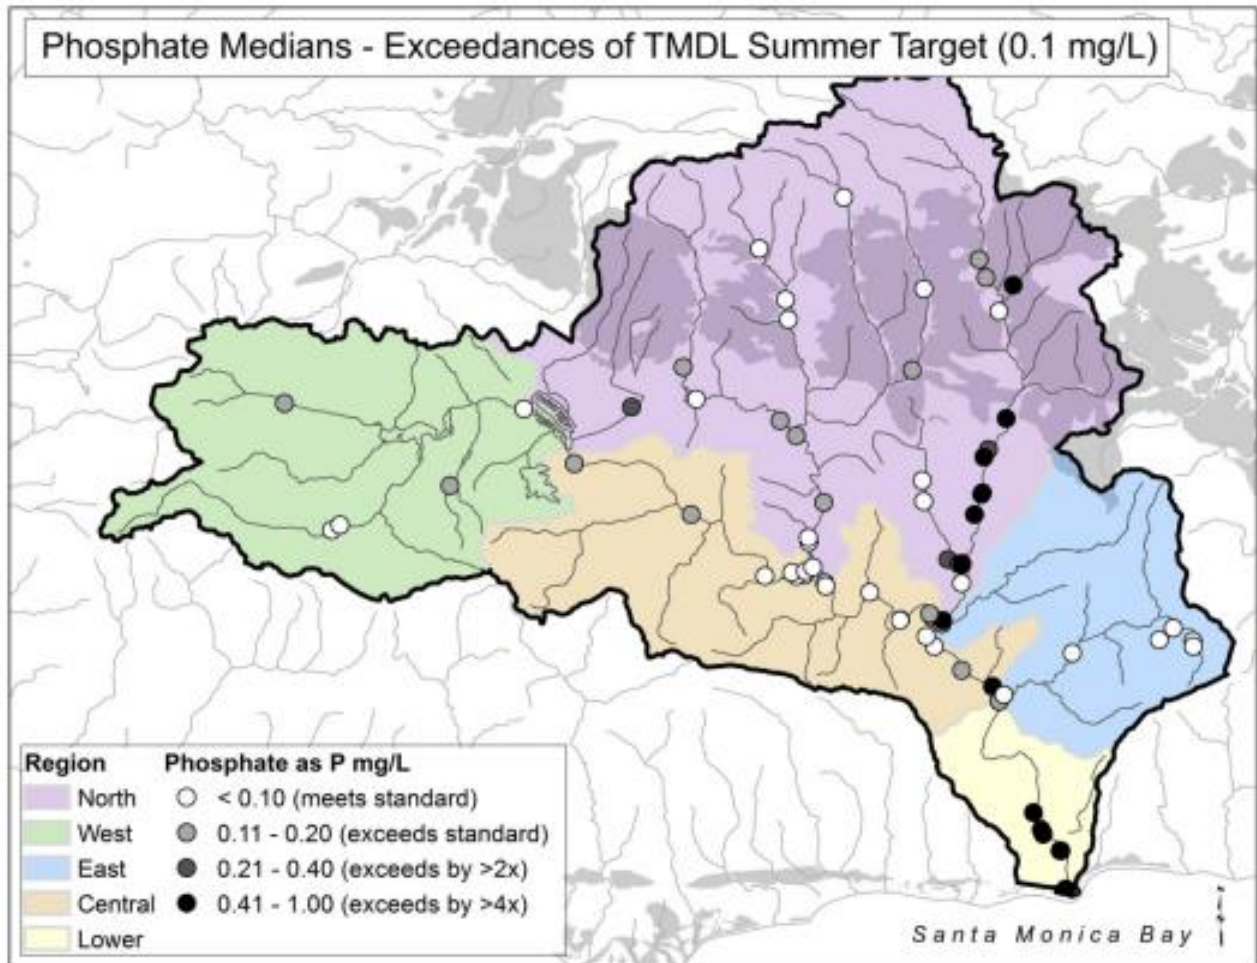 Phosphate Medians - Exceedances of TMDL Summer Target (0.1 mg/L)
Region Phosphate as P mg/L
North < 0.10 (meets standard)
West 0.11 - 0.20 (exceeds standard)
East 0.21 - 0.40 (exceeds by >2x)
Central 0.41 - 1.00 (exceeds by >4x)
Lower
Santa Monica Bay